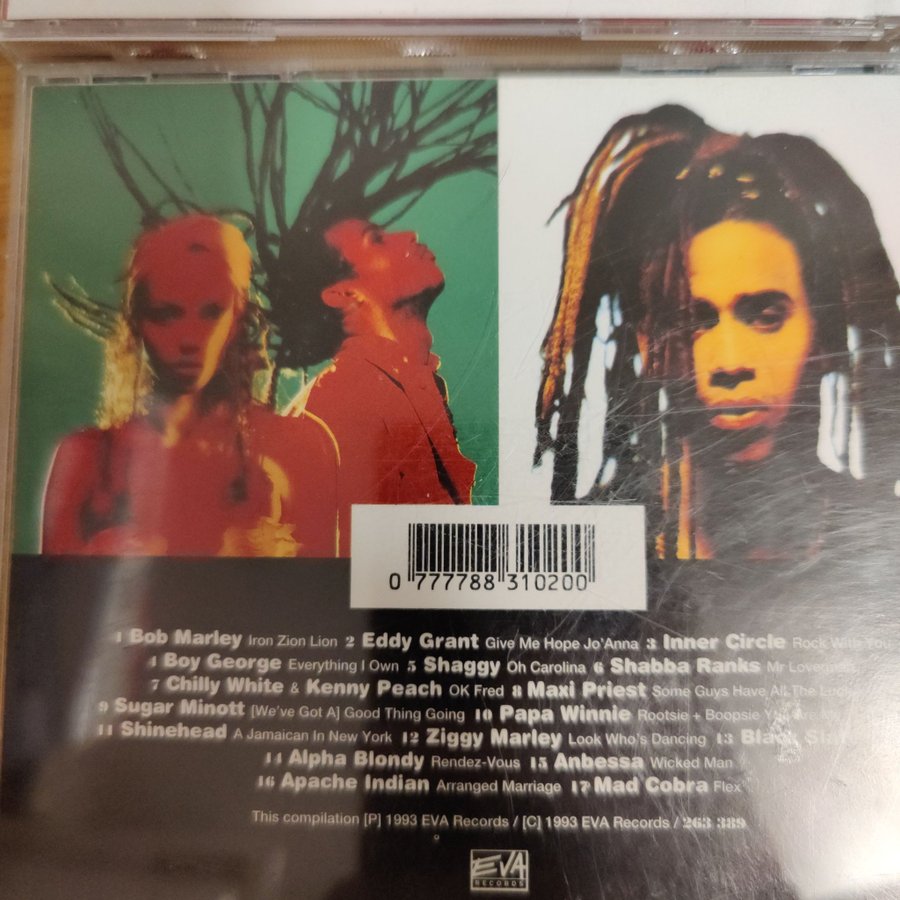 0 777788 310200
1 Bob Marley Iron Zion Lion 2 Eddy Grant Give Me Hope Jo'Anna 3 Inner Circle Rock With You
4 Boy George Everything I Own 5 Shaggy Oh Carolina 6 Shabba Ranks Mr
7 Chilly White & Kenny Peach OK Fred 8 Maxi Priest Some Guys Have All The Luck
9 Sugar Minott [We've Got A] Good Thing Going 10 Papa Winnie Rootsie + Boopsie You Are
11 Shinehead A Jamaican In New York 12 Ziggy Marley Look Who's Dancing 13 Black
14 Alpha Blondy Rendez-Vous 15 Anbessa Wicked Man
16 Apache Indian Arranged Marriage 17 Mad Cobra Flex
This compilation [P] 1993 EVA Records / [C] 1993 EVA Records / 263 389
EVA
RECORDS